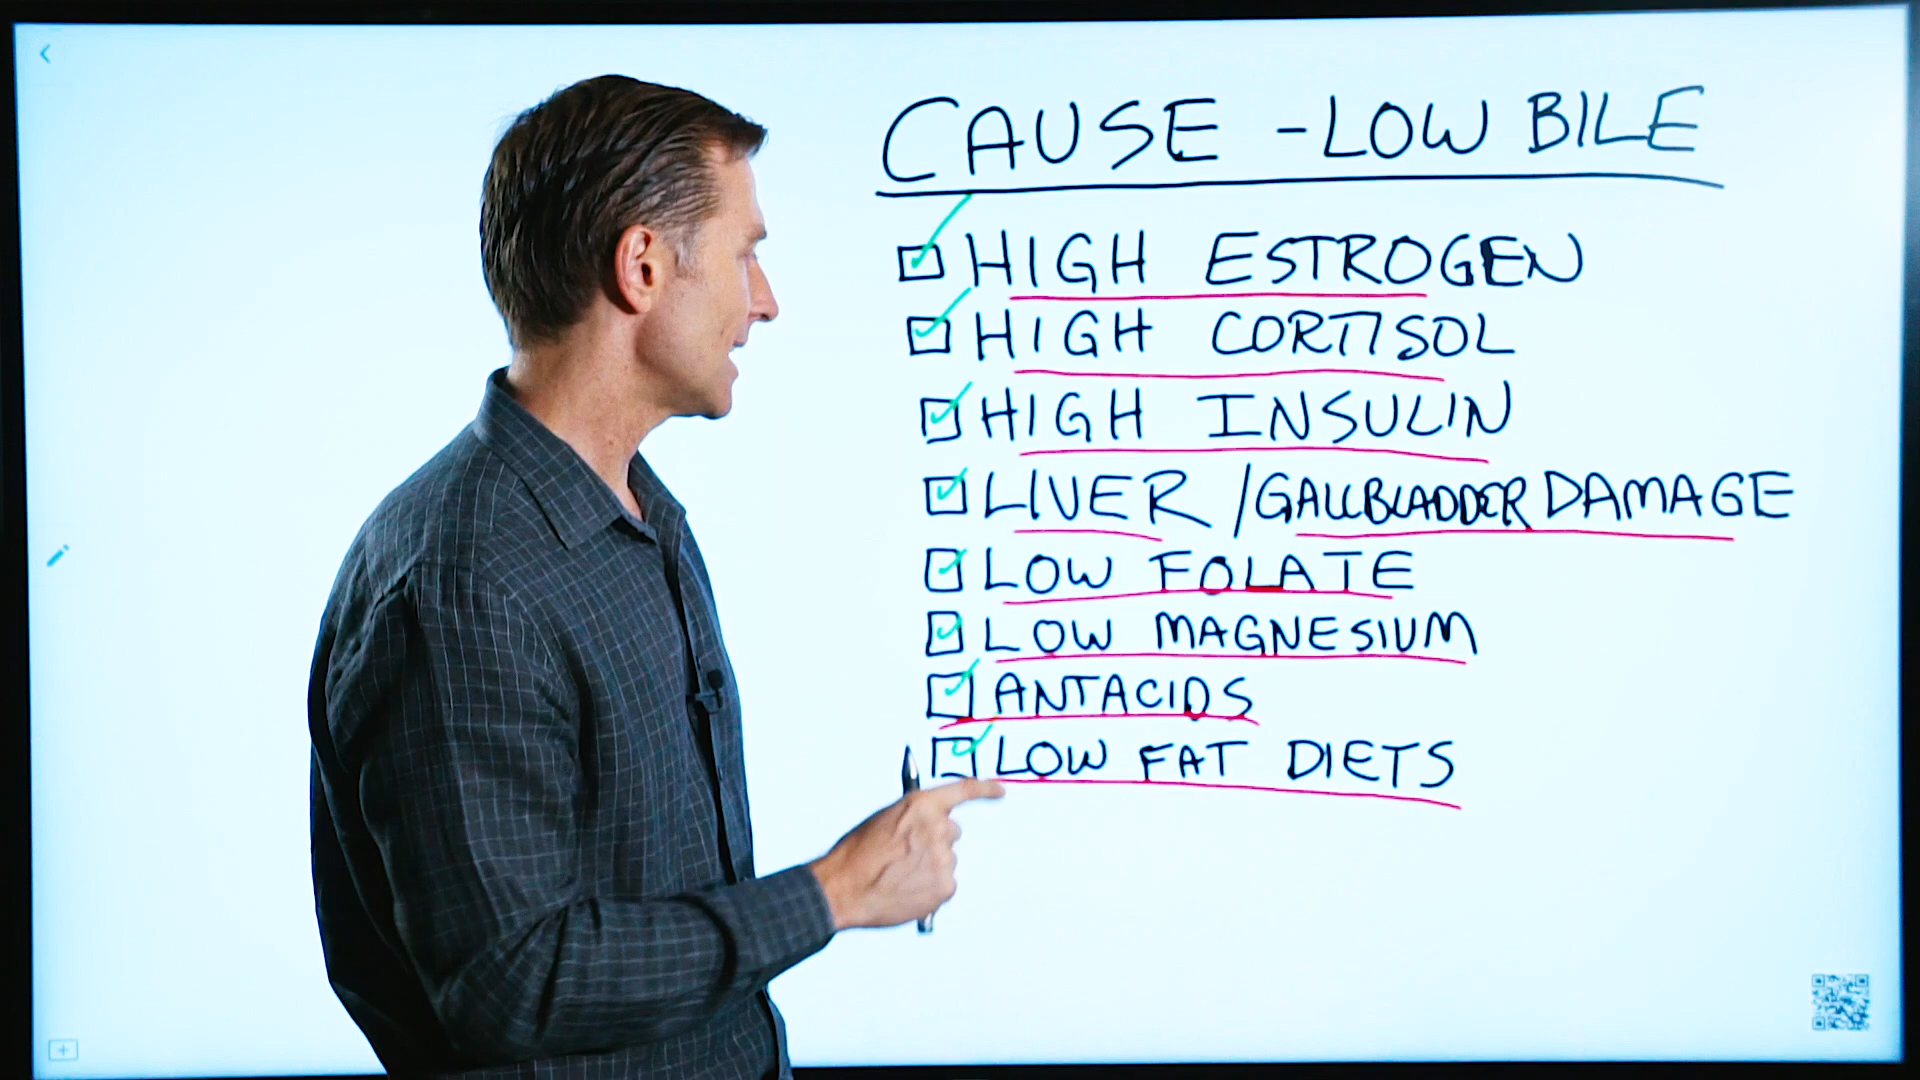 CAUSE - LOW BILE
HIGH ESTROGEN
HIGH CORTISOL
HIGH INSULIN
LIVER / GALLBLADDER DAMAGE
LOW FOLATE
LOW MAGNESIUM
ANTACIDS
LOW FAT DIETS